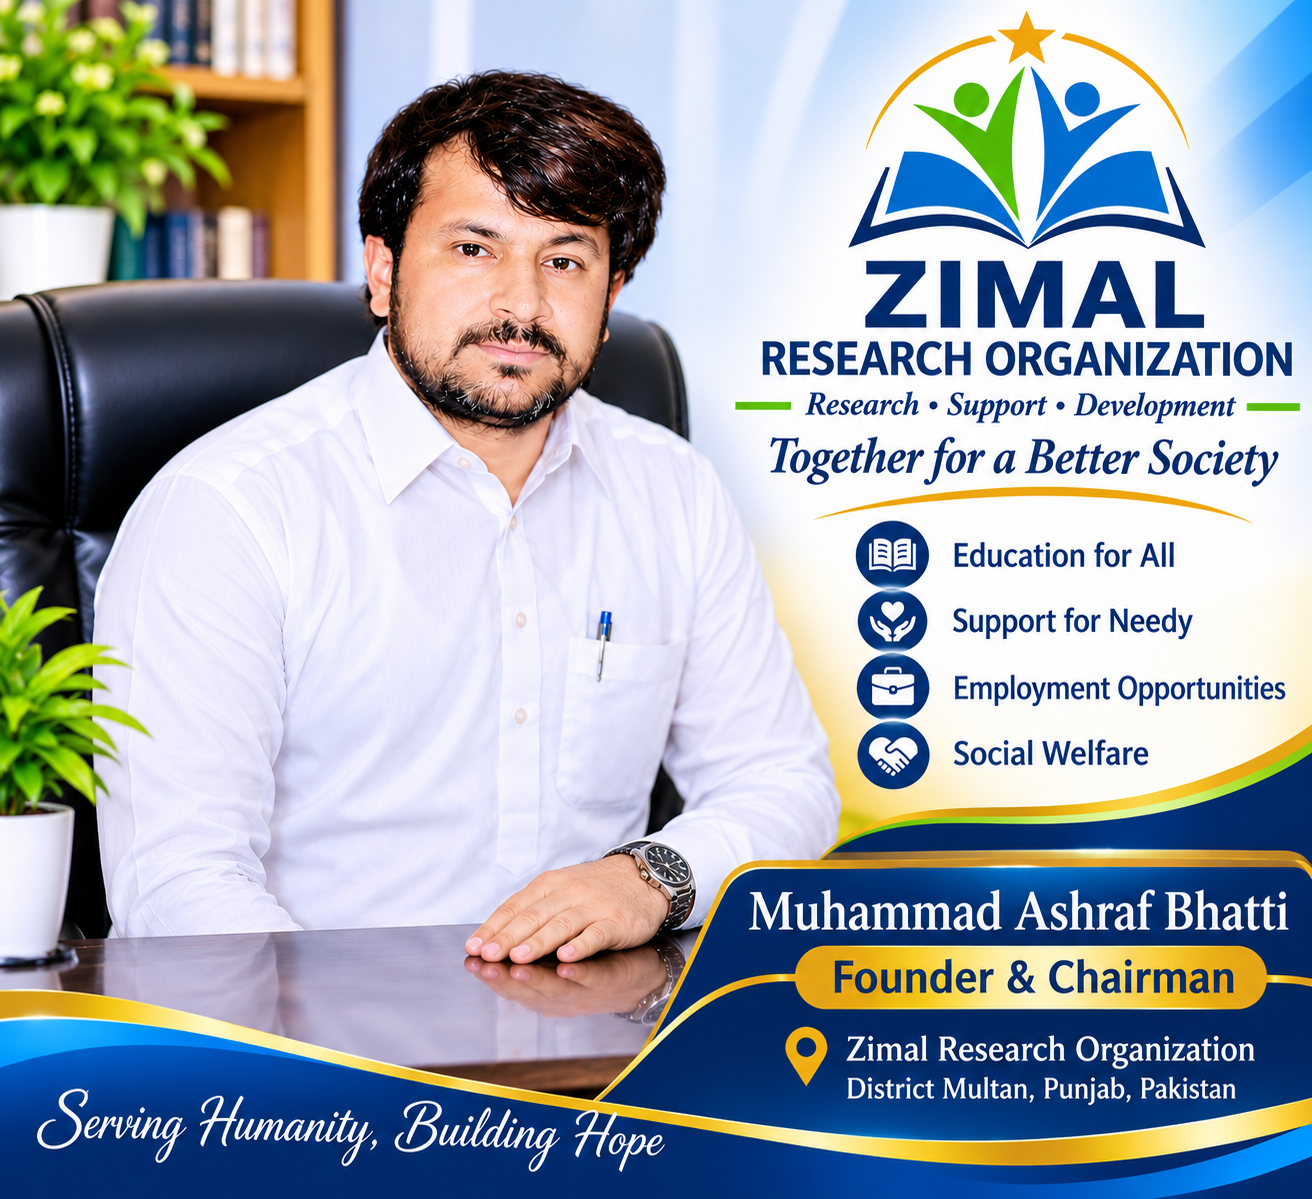 ZIMAL
RESEARCH ORGANIZATION
Research • Support • Development
Together for a Better Society
Education for All
Support for Needy
Employment Opportunities
Social Welfare
Muhammad Ashraf Bhatti
Founder & Chairman
Zimal Research Organization
District Multan, Punjab, Pakistan
Serving Humanity, Building Hope